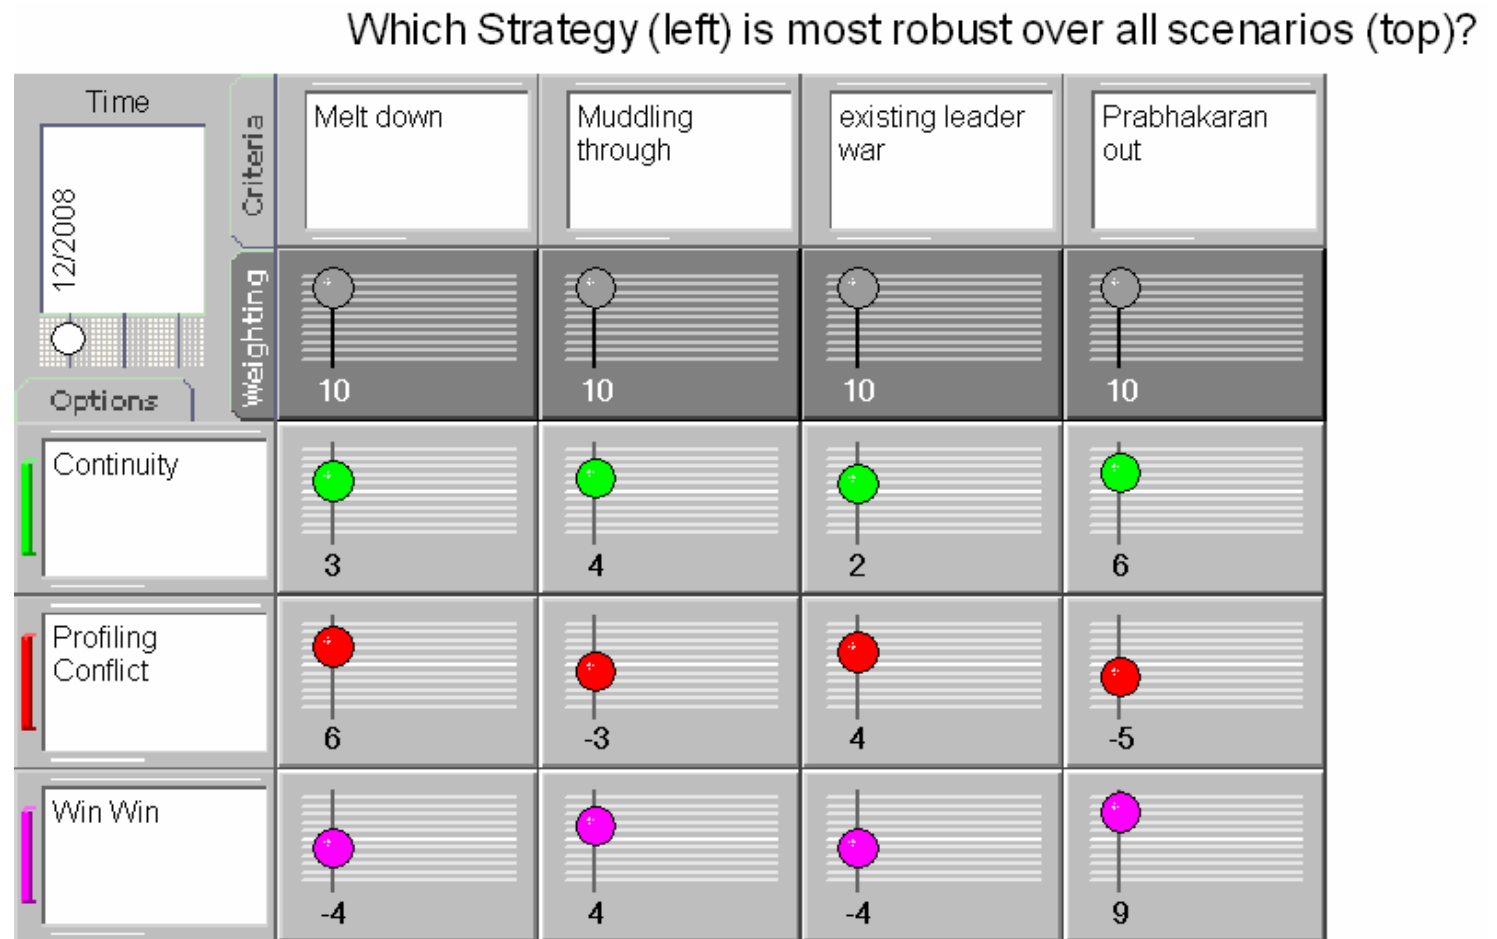 Which Strategy (left) is most robust over all scenarios (top)?
Time
12/2008
Criteria
Weighting
Options
Melt down
Muddling
through
existing leader
war
Prabhakaran
out
10
10
10
10
Continuity
3
4
2
6
Profiling
Conflict
6
-3
4
-5
Win Win
-4
4
-4
9